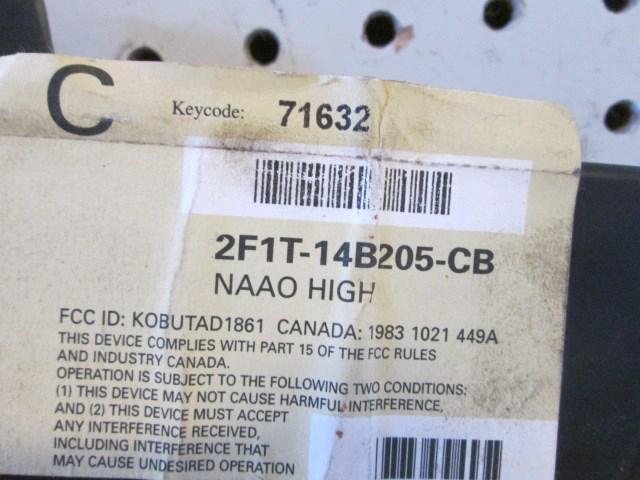 C Keycode: 71632
2F1T-14B205-CB
NAAO HIGH
FCC ID: KOBUTAD1861 CANADA: 1983 1021 449A
THIS DEVICE COMPLIES WITH PART 15 OF THE FCC RULES
AND INDUSTRY CANADA.
OPERATION IS SUBJECT TO THE FOLLOWING TWO CONDITIONS:
(1) THIS DEVICE MAY NOT CAUSE HARMFUL INTERFERENCE,
AND (2) THIS DEVICE MUST ACCEPT
ANY INTERFERENCE RECEIVED,
INCLUDING INTERFERENCE THAT
MAY CAUSE UNDESIRED OPERATION